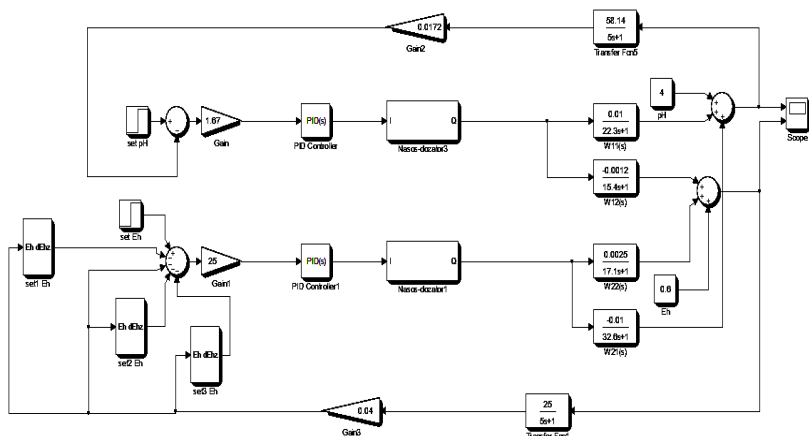 58.14
5s+1
Transfer Fcn5
0.0172
Gain2
4
pH
Scope
set pH
1.67
Gain
PID(s)
PID Controller
I
Q
Nasos-dozator3
0.01
22.3s+1
W11(s)
-0.0012
15.4s+1
W12(s)
set Eh
Eh dEhz
set1 Eh
25
Gain1
PID(s)
PID Controller1
I
Q
Nasos-dozator1
0.0025
17.1s+1
W22(s)
0.6
Eh
-0.01
32.6s+1
W21(s)
Eh dEhz
set2 Eh
Eh dEhz
set3 Eh
0.04
Gain3
25
5s+1